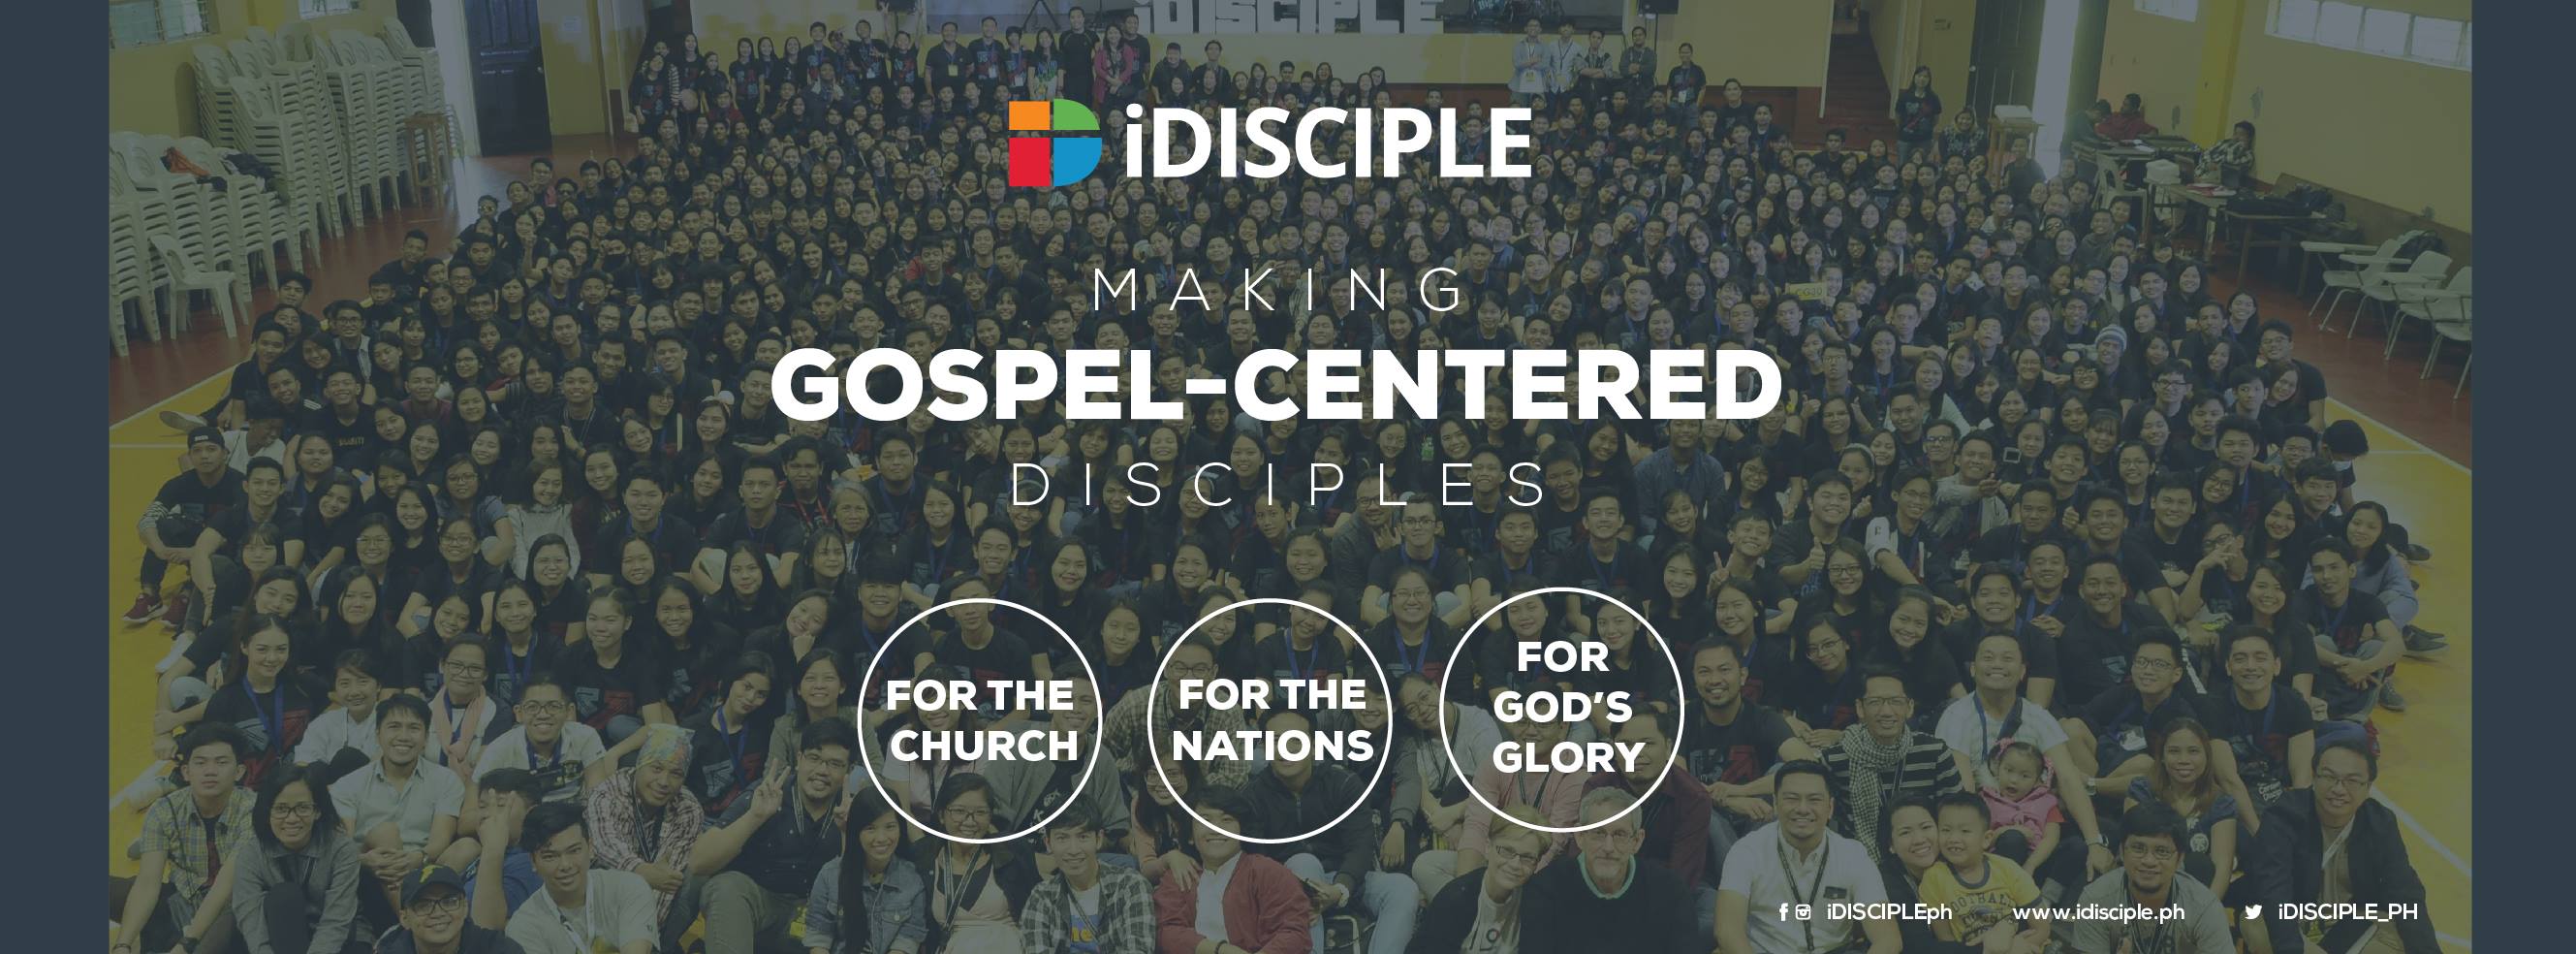 iDISCIPLE
iDISCIPLE
MAKING
GOSPEL-CENTERED
DISCIPLES
FOR THE
CHURCH
FOR THE
NATIONS
FOR
GOD'S
GLORY
iDISCIPLEph www.idisciple.ph iDISCIPLE_PH